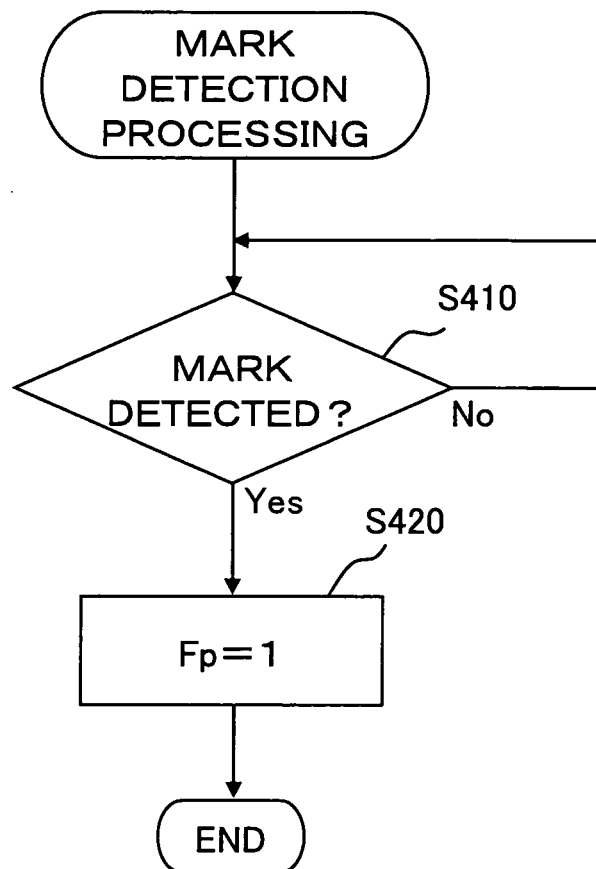 MARK
DETECTION
PROCESSING
S410
MARK
DETECTED?
No
Yes
S420
Fp=1
END